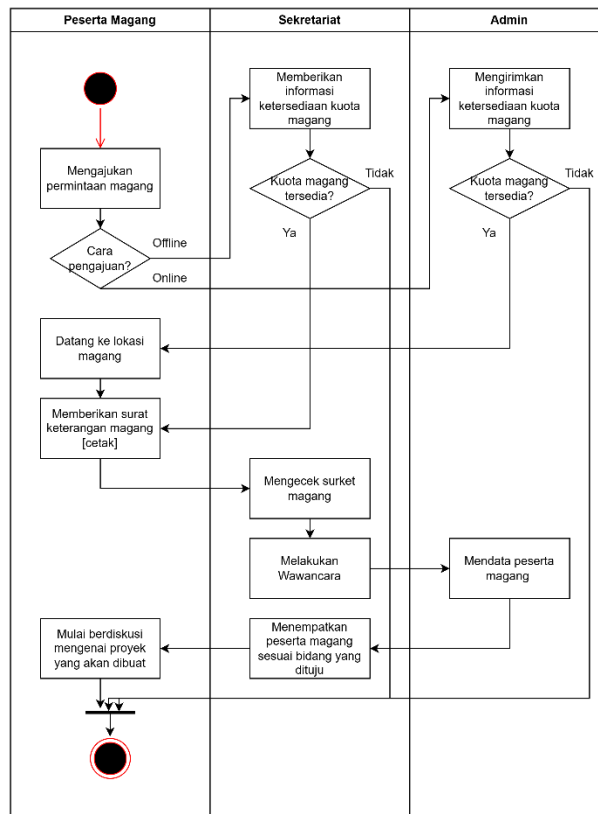 Peserta Magang
Sekretariat
Admin
Memberikan
informasi
ketersediaan kuota
magang
Mengirimkan
informasi
ketersediaan kuota
magang
Mengajukan
permintaan magang
Kuota magang
tersedia?
Tidak
Ya
Kuota magang
tersedia?
Tidak
Ya
Cara
pengajuan?
Offline
Online
Datang ke lokasi
magang
Memberikan surat
keterangan magang
[cetak]
Mengecek surket
magang
Melakukan
Wawancara
Mendata peserta
magang
Menempatkan
peserta magang
sesuai bidang yang
dituju
Mulai berdiskusi
mengenai proyek
yang akan dibuat